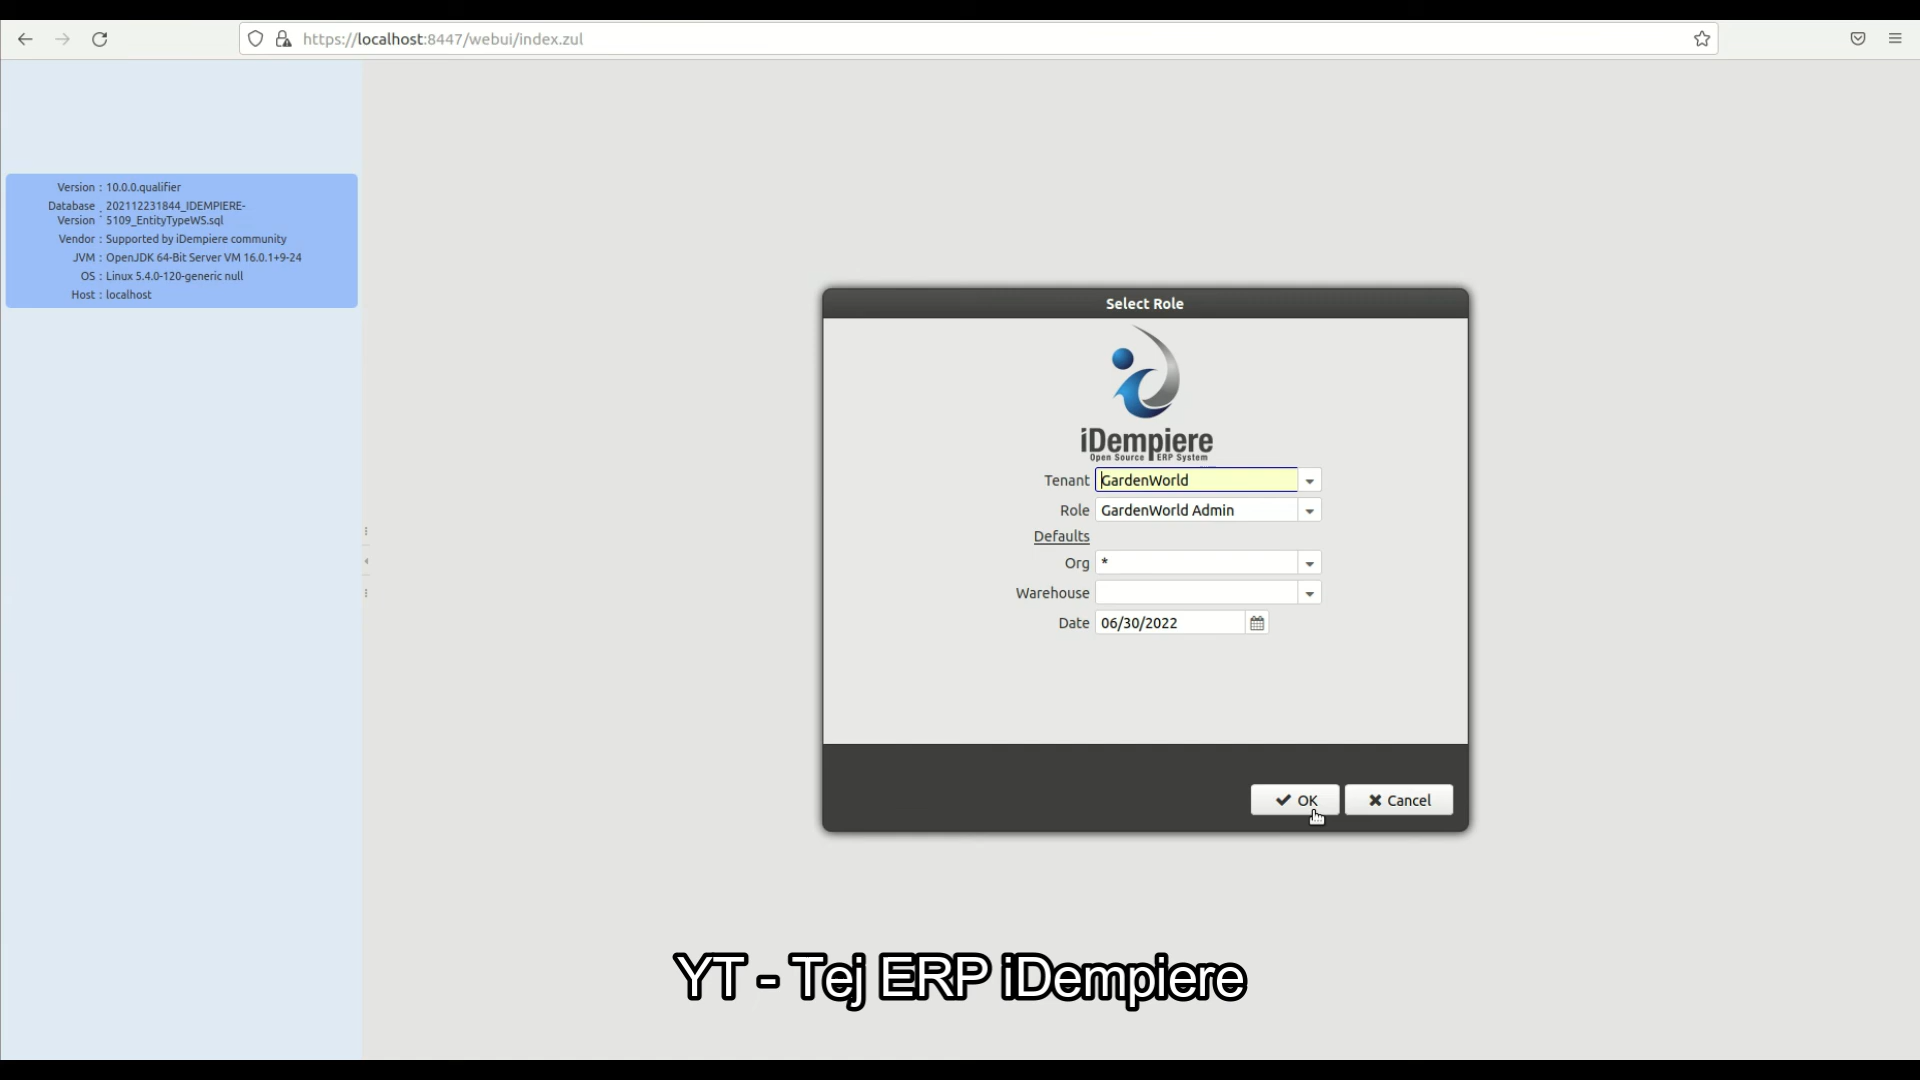 https://localhost:8447/webui/index.zul
Version : 10.0.0.qualifier
Database Version : 202112231844_IDEMPIERE-
5109_EntityTypeWS.sql
Vendor : Supported by iDempiere community
JVM : OpenJDK 64-Bit Server VM 16.0.1+9-24
OS : Linux 5.4.0-120-generic null
Host : localhost
Select Role
iDempiere
Open Source ERP System
Tenant GardenWorld
Role GardenWorld Admin
Defaults
Org *
Warehouse
Date 06/30/2022
OK Cancel
YT - Tej ERP iDempiere